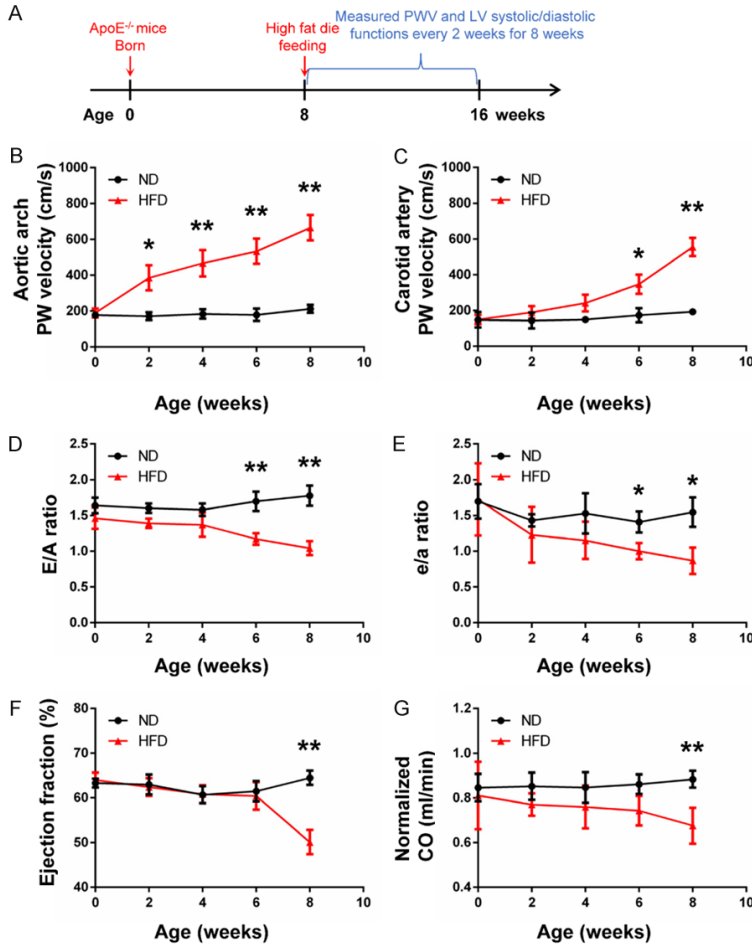 A
ApoE-/- mice
Born
High fat die
feeding
Measured PWV and LV systolic/diastolic
functions every 2 weeks for 8 weeks
Age 0 8 16 weeks
B
Aortic arch
PW velocity (cm/s)
1000
800
600
400
200
0
ND
HFD
*
**
**
**
0 2 4 6 8 10
Age (weeks)
C
Carotid artery
PW velocity (cm/s)
1000
800
600
400
200
0
ND
HFD
*
**
0 2 4 6 8 10
Age (weeks)
D
E/A ratio
2.5
2.0
1.5
1.0
0.5
0.0
ND
HFD
**
**
0 2 4 6 8 10
Age (weeks)
E
e/a ratio
2.5
2.0
1.5
1.0
0.5
0.0
ND
HFD
*
*
0 2 4 6 8 10
Age (weeks)
F
Ejection fraction (%)
80
70
60
50
40
ND
HFD
**
0 2 4 6 8 10
Age (weeks)
G
Normalized
CO (ml/min)
1.2
1.0
0.8
0.6
0.4
ND
HFD
**
0 2 4 6 8 10
Age (weeks)